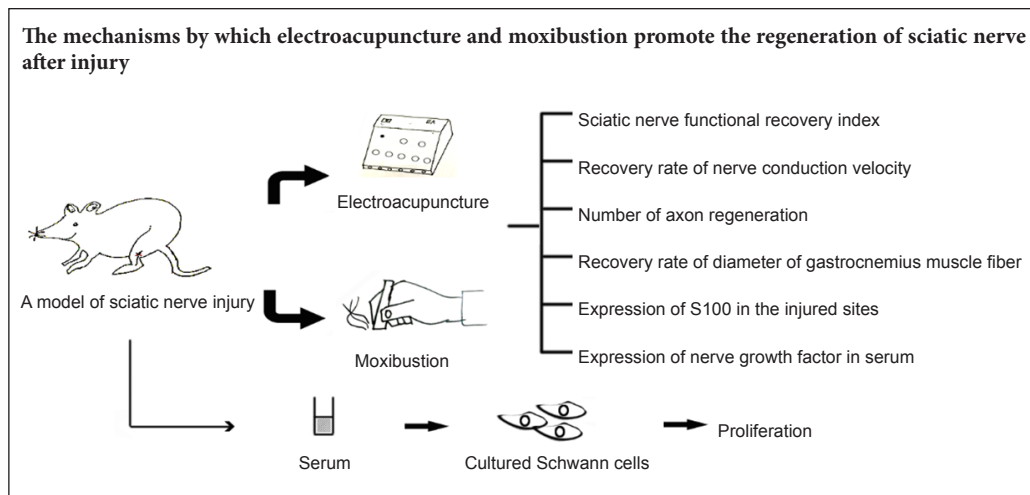 The mechanisms by which electroacupuncture and moxibustion promote the regeneration of sciatic nerve
after injury
Electroacupuncture
A model of sciatic nerve injury
Moxibustion
Sciatic nerve functional recovery index
Recovery rate of nerve conduction velocity
Number of axon regeneration
Recovery rate of diameter of gastrocnemius muscle fiber
Expression of S100 in the injured sites
Expression of nerve growth factor in serum
Serum
Cultured Schwann cells
Proliferation